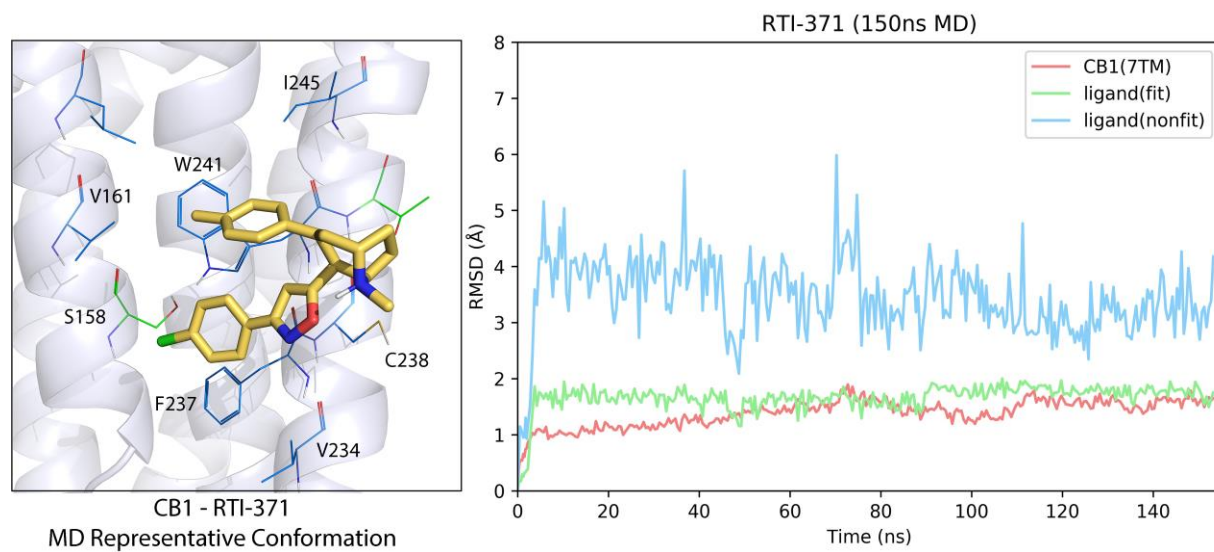 I245
W241
V161
S158
C238
F237
V234
CB1 - RTI-371
MD Representative Conformation
RTI-371 (150ns MD)
CB1(7TM)
ligand(fit)
ligand(nonfit)
RMSD (Å)
8
7
6
5
4
3
2
1
0
0 20 40 60 80 100 120 140
Time (ns)